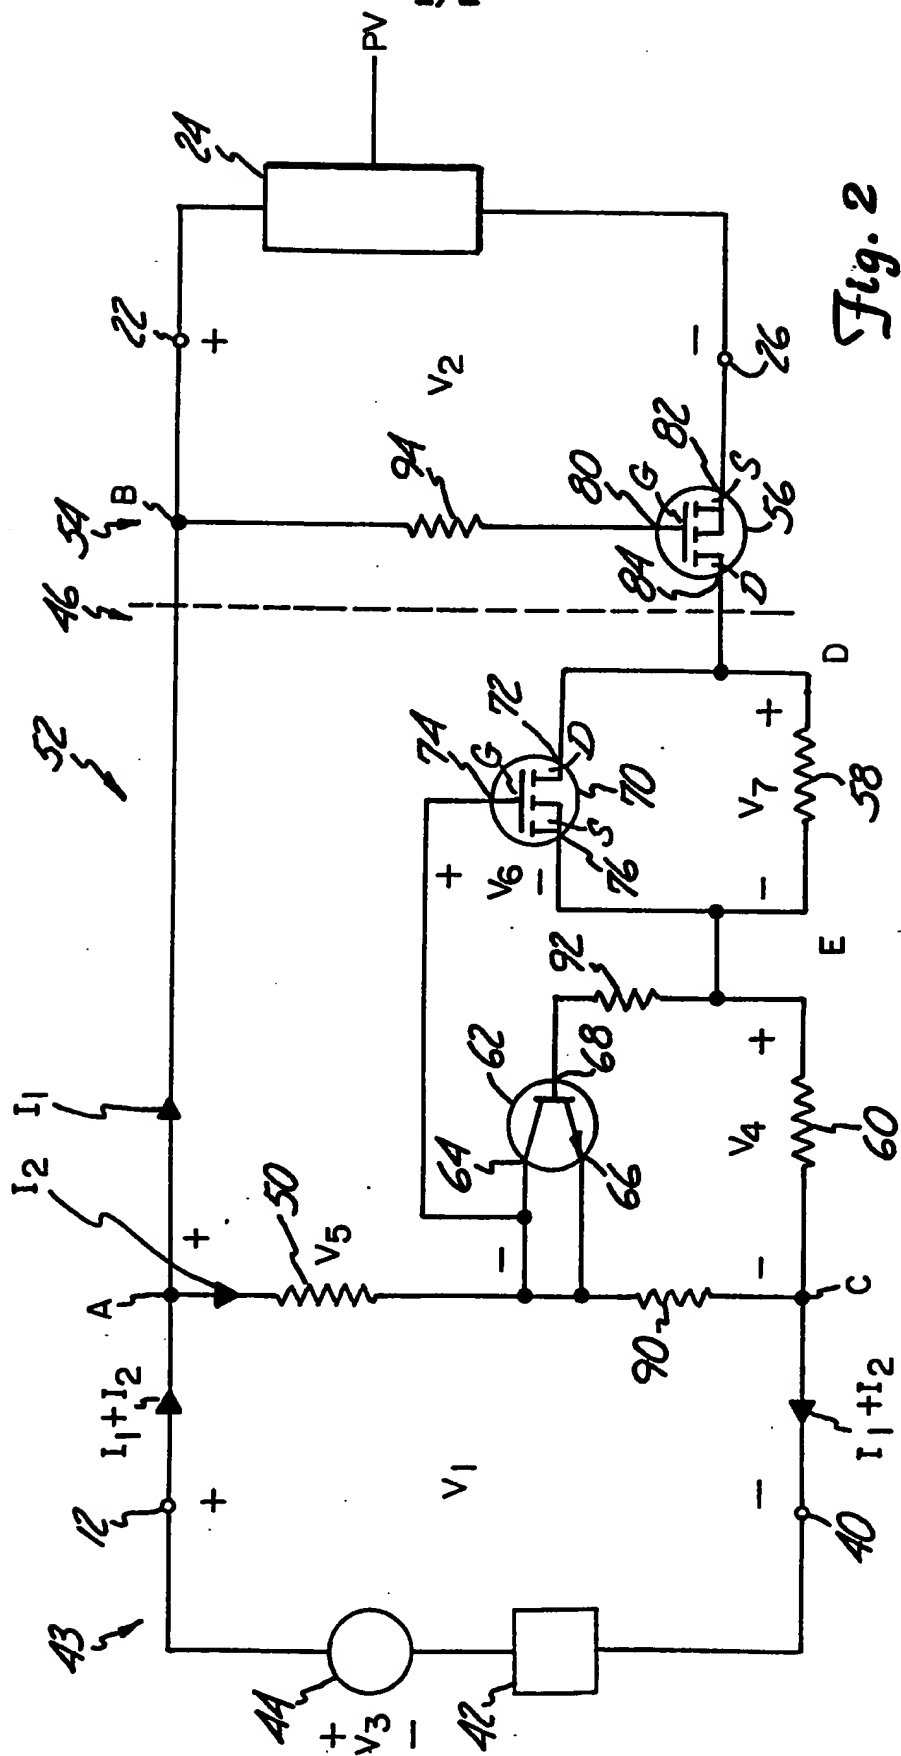 43
12
I1+I2
A
I2
I1
52
46
54
B
22
24
PV
+
+
+
50
V5
−
94
V2
44
+
V3
−
V1
64
62
68
66
92
74
G
72
D
70
S
76
+
V6
−
80
G
82
S
56
84
D
−
26
42
90
−
V4
+
−
V7
+
D
58
E
60
−
C
40
I1+I2
Fig. 2